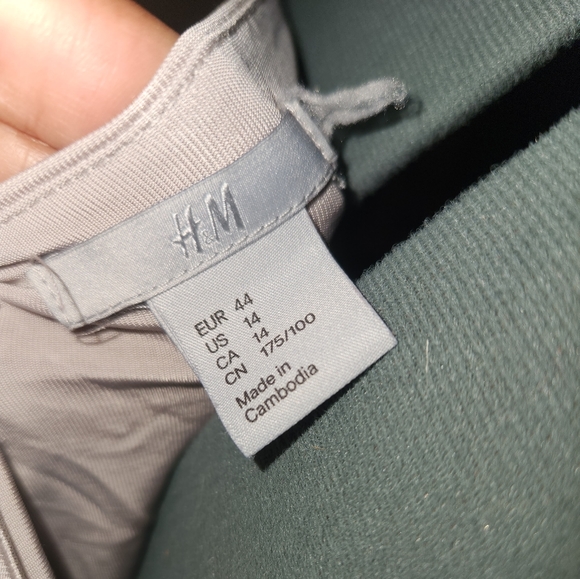 H&M
EUR 44
US 14
CA 14
CN 175/100
Made in
Cambodia